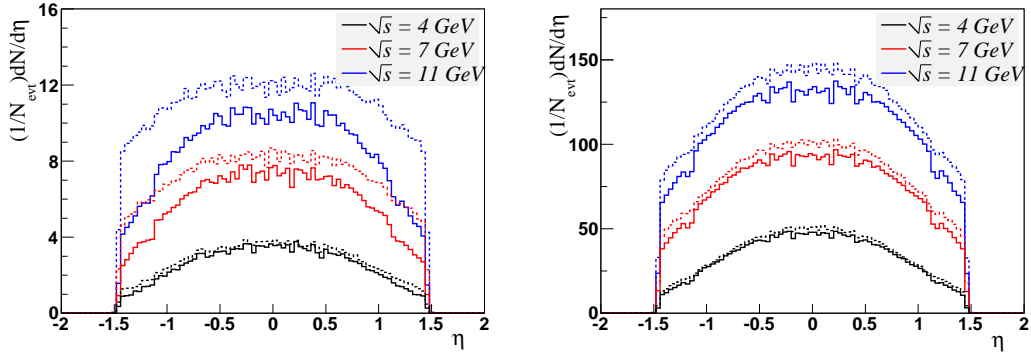 (1/N_evt)dN/dη
√s = 4 GeV
√s = 7 GeV
√s = 11 GeV
16
12
8
4
0
-2 -1.5 -1 -0.5 0 0.5 1 1.5 2
η
(1/N_evt)dN/dη
√s = 4 GeV
√s = 7 GeV
√s = 11 GeV
150
100
50
0
-2 -1.5 -1 -0.5 0 0.5 1 1.5 2
η